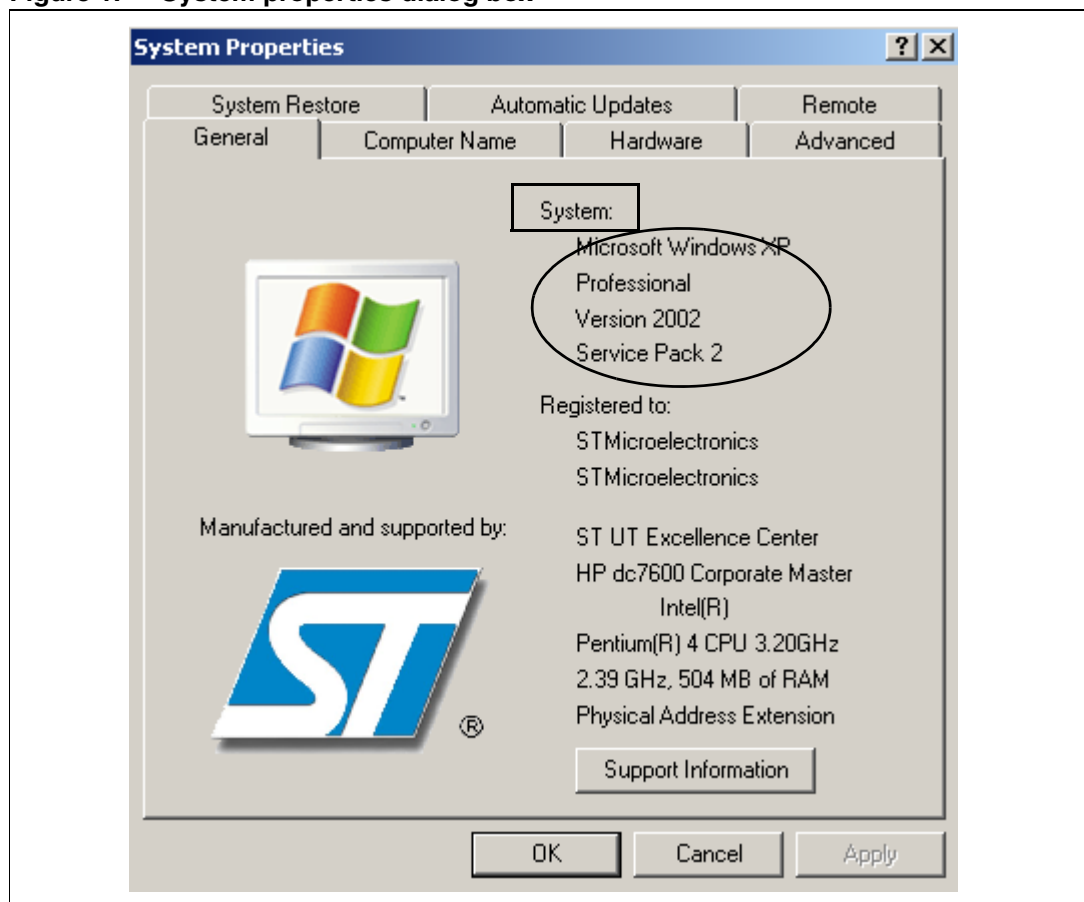 System Properties
System Restore
Automatic Updates
Remote
General
Computer Name
Hardware
Advanced
System:
Microsoft Windows XP
Professional
Version 2002
Service Pack 2
Registered to:
STMicroelectronics
STMicroelectronics
Manufactured and supported by:
ST
®
ST UT Excellence Center
HP dc7600 Corporate Master
Intel(R)
Pentium(R) 4 CPU 3.20GHz
2.39 GHz, 504 MB of RAM
Physical Address Extension
Support Information
OK
Cancel
Apply